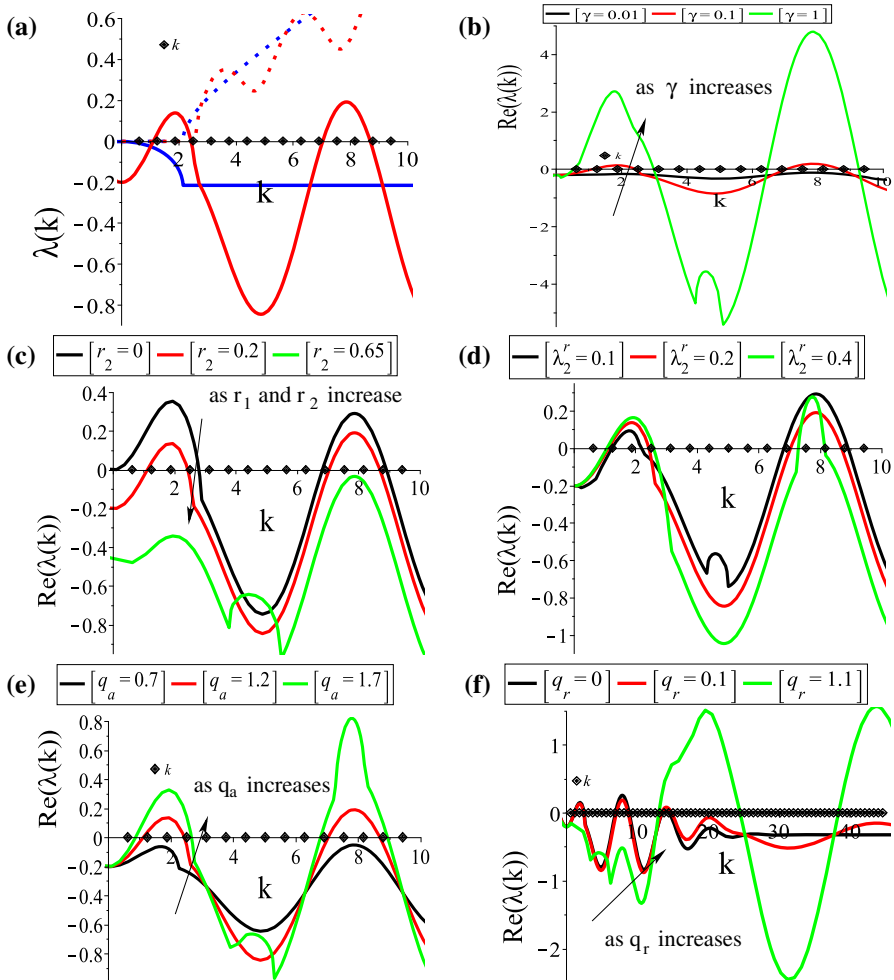 (a)
0.6
0.4
0.2
0
−0.2
−0.4
−0.6
−0.8
k
2
4
6
8
10
k
λ(k)
(b)
[γ = 0.01] [γ = 0.1] [γ = 1]
4
2
0
−2
−4
Re(λ(k))
as γ increases
k
2
4
6
8
10
k
(c)
[r2 = 0] [r2 = 0.2] [r2 = 0.65]
0.4
0.2
0
−0.2
−0.4
−0.6
−0.8
Re(λ(k))
as r1 and r2 increase
2
4
6
8
10
k
(d)
[λ2^r = 0.1] [λ2^r = 0.2] [λ2^r = 0.4]
0.2
0
−0.2
−0.4
−0.6
−0.8
−1
Re(λ(k))
2
4
6
8
10
k
(e)
[qa = 0.7] [qa = 1.2] [qa = 1.7]
0.8
0.6
0.4
0.2
0
−0.2
−0.4
−0.6
−0.8
Re(λ(k))
k
as qa increases
2
4
6
8
10
k
(f)
[qr = 0] [qr = 0.1] [qr = 1.1]
1
0
−1
−2
Re(λ(k))
k
10
20
30
40
k
as qr increases